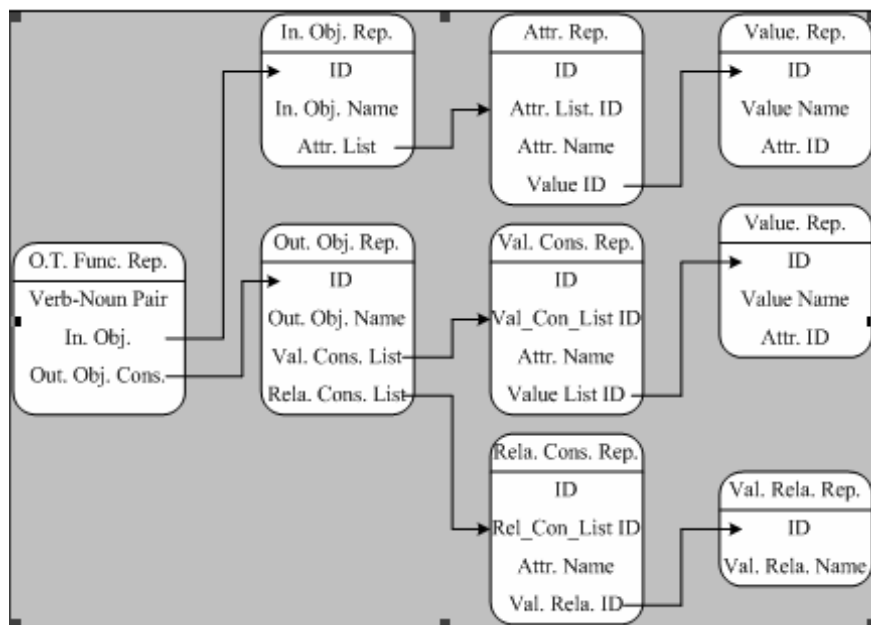 O.T. Func. Rep.
Verb-Noun Pair
In. Obj.
Out. Obj. Cons.
In. Obj. Rep.
ID
In. Obj. Name
Attr. List
Out. Obj. Rep.
ID
Out. Obj. Name
Val. Cons. List
Rela. Cons. List
Attr. Rep.
ID
Attr. List. ID
Attr. Name
Value ID
Val. Cons. Rep.
ID
Val_Con_List ID
Attr. Name
Value List ID
Rela. Cons. Rep.
ID
Rel_Con_List ID
Attr. Name
Val. Rela. ID
Value. Rep.
ID
Value Name
Attr. ID
Value. Rep.
ID
Value Name
Attr. ID
Val. Rela. Rep.
ID
Val. Rela. Name